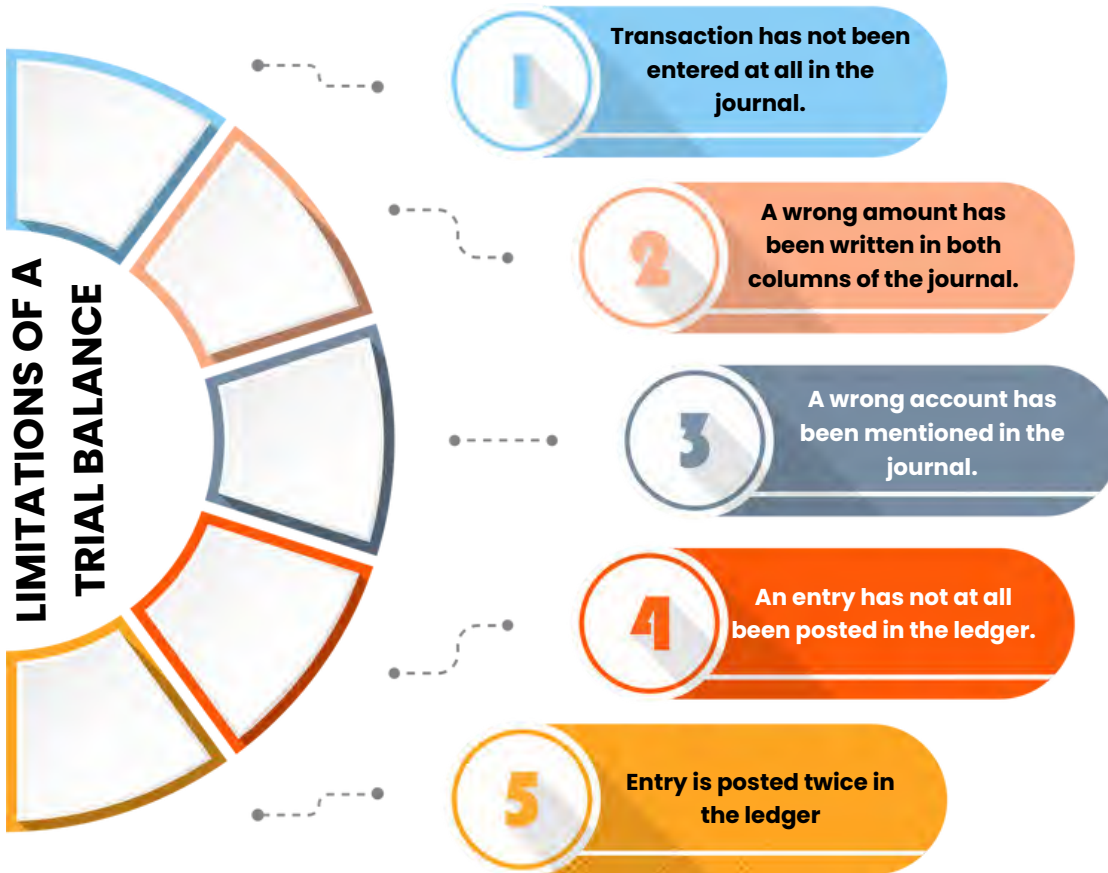 LIMITATIONS OF A
TRIAL BALANCE
1
Transaction has not been
entered at all in the
journal.
2
A wrong amount has
been written in both
columns of the journal.
3
A wrong account has
been mentioned in the
journal.
4
An entry has not at all
been posted in the ledger.
5
Entry is posted twice in
the ledger